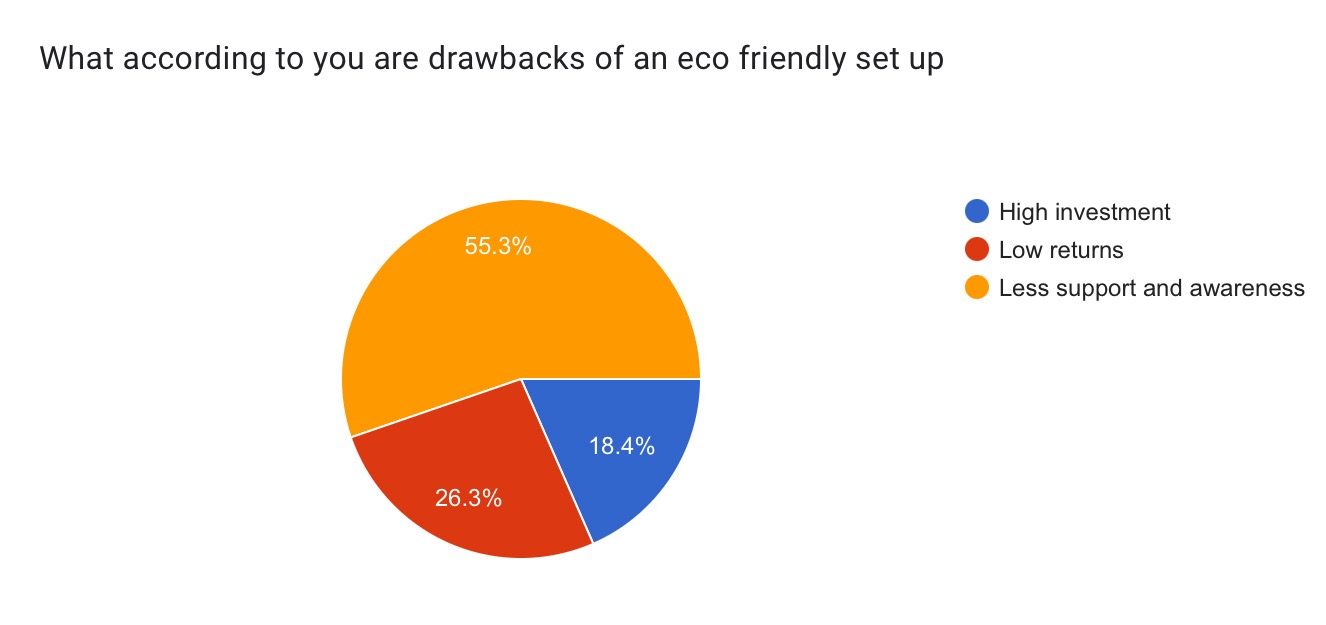 What according to you are drawbacks of an eco friendly set up
High investment
Low returns
Less support and awareness
55.3%
18.4%
26.3%